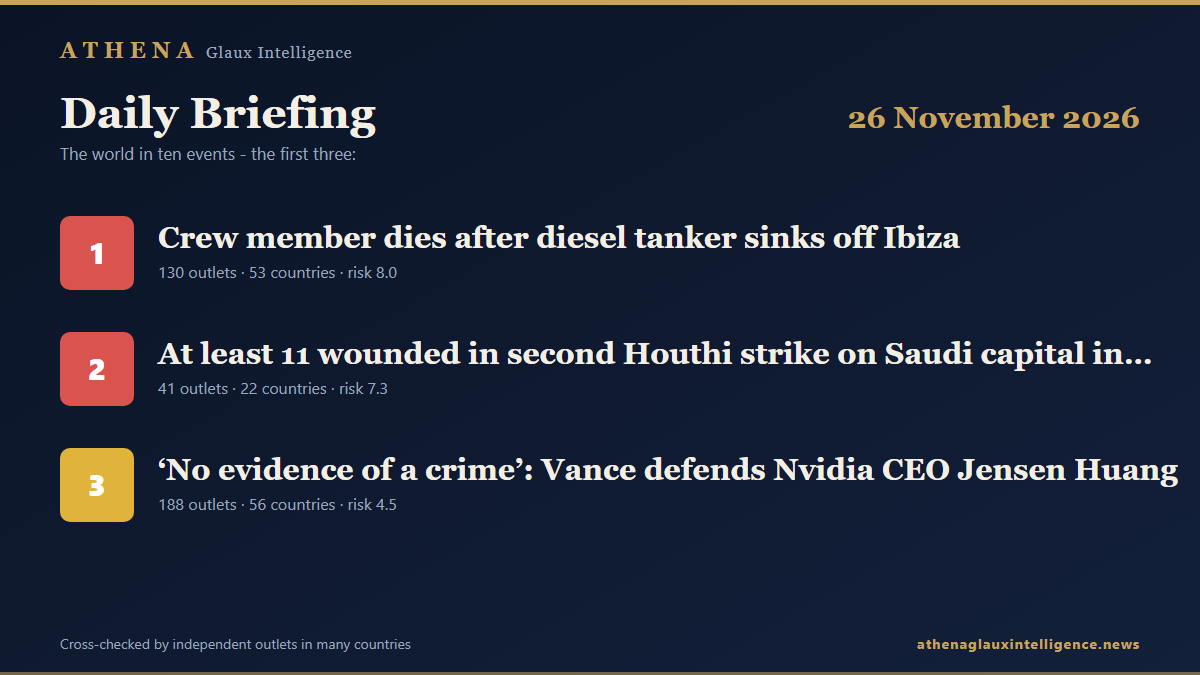 ATHENA Glaux Intelligence
Daily Briefing
26 November 2026
The world in ten events - the first three:
1
Crew member dies after diesel tanker sinks off Ibiza
130 outlets · 53 countries · risk 8.0
2
At least 11 wounded in second Houthi strike on Saudi capital in...
41 outlets · 22 countries · risk 7.3
3
‘No evidence of a crime’: Vance defends Nvidia CEO Jensen Huang
188 outlets · 56 countries · risk 4.5
Cross-checked by independent outlets in many countries
athenaglauxintelligence.news